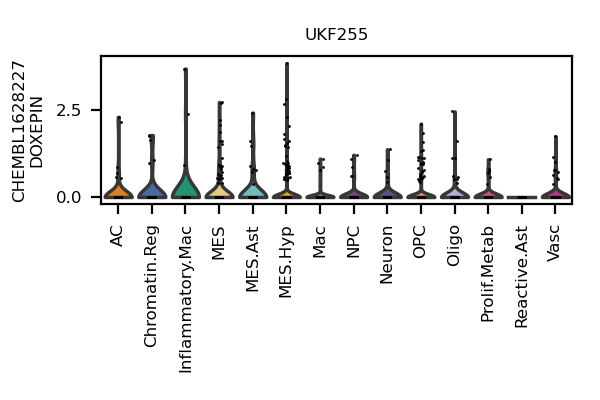 UKF255
CHEMBL1628227
DOXEPIN
2.5
0.0
AC
Chromatin.Reg
Inflammatory.Mac
MES
MES.Ast
MES.Hyp
Mac
NPC
Neuron
OPC
Oligo
Prolif.Metab
Reactive.Ast
Vasc